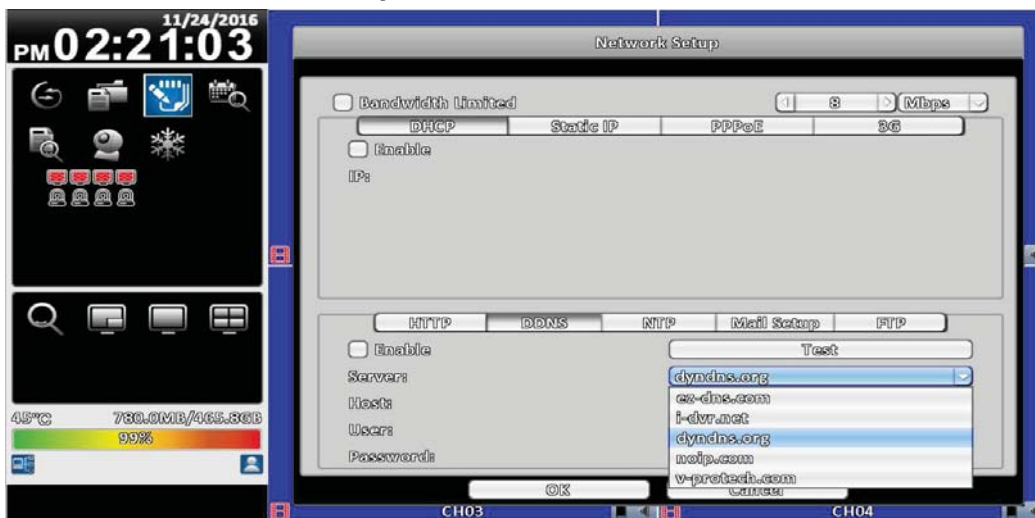 11/24/2016
PM 02:21:03
Network Setup
Bandwidth Limited
8
Mbps
DHCP
Static IP
PPPoE
3G
Enable
IP:
HTTP
DDNS
NTP
Mail Setup
FTP
Enable
Test
Server:
dyndns.org
Host:
ez-dns.com
i-dvr.net
User:
dyndns.org
Password:
noip.com
v-protech.com
45°C
780.0MB/465.8GB
99%
OK
Cancel
CH03
CH04